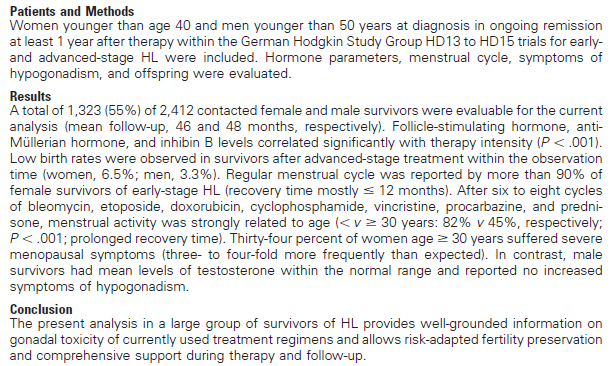 Patients and Methods
Women younger than age 40 and men younger than 50 years at diagnosis in ongoing remission
at least 1 year after therapy within the German Hodgkin Study Group HD13 to HD15 trials for early-
and advanced-stage HL were included. Hormone parameters, menstrual cycle, symptoms of
hypogonadism, and offspring were evaluated.
Results
A total of 1,323 (55%) of 2,412 contacted female and male survivors were evaluable for the current
analysis (mean follow-up, 46 and 48 months, respectively). Follicle-stimulating hormone, anti-
Müllerian hormone, and inhibin B levels correlated significantly with therapy intensity (P < .001).
Low birth rates were observed in survivors after advanced-stage treatment within the observation
time (women, 6.5%; men, 3.3%). Regular menstrual cycle was reported by more than 90% of
female survivors of early-stage HL (recovery time mostly ≤ 12 months). After six to eight cycles
of bleomycin, etoposide, doxorubicin, cyclophosphamide, vincristine, procarbazine, and predni-
sone, menstrual activity was strongly related to age (< v ≥ 30 years: 82% v 45%, respectively;
P < .001; prolonged recovery time). Thirty-four percent of women age ≥ 30 years suffered severe
menopausal symptoms (three- to four-fold more frequently than expected). In contrast, male
survivors had mean levels of testosterone within the normal range and reported no increased
symptoms of hypogonadism.
Conclusion
The present analysis in a large group of survivors of HL provides well-grounded information on
gonadal toxicity of currently used treatment regimens and allows risk-adapted fertility preservation
and comprehensive support during therapy and follow-up.